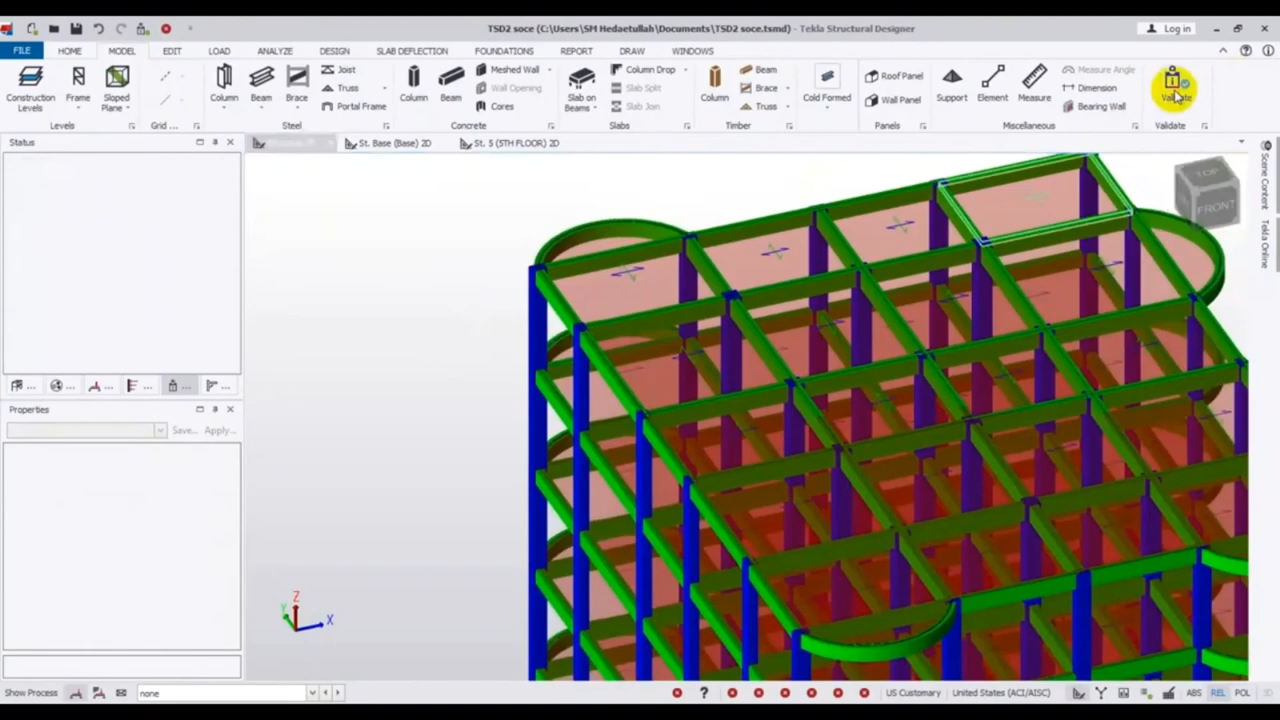 TSD2 soce (C:\Users\SM Hedaetullah\Documents\TSD2 soce.tsmd) - Tekla Structural Designer
Log in
FILE HOME MODEL EDIT LOAD ANALYZE DESIGN SLAB DEFLECTION FOUNDATIONS REPORT DRAW WINDOWS
Joist Meshed Wall Column Drop Beam Roof Panel Measure Angle
Truss Wall Opening Slab Split Brace Dimension
Construction Levels Frame Sloped Plane Column Beam Brace Portal Frame Column Beam Cores Slab on Beams Slab Join Column Truss Cold Formed Wall Panel Support Element Measure Bearing Wall Validate
Levels Grid ... Steel Concrete Slabs Timber Panels Miscellaneous Validate
Status St. Base (Base) 2D St. 5 (5TH FLOOR) 2D
Scene Content
Tekla Online
TOP
FRONT
... ... ... ... ... ...
Properties
Save... Apply...
Z
Y
X
Show Process none US Customary United States (ACI/AISC) ABS REL POL